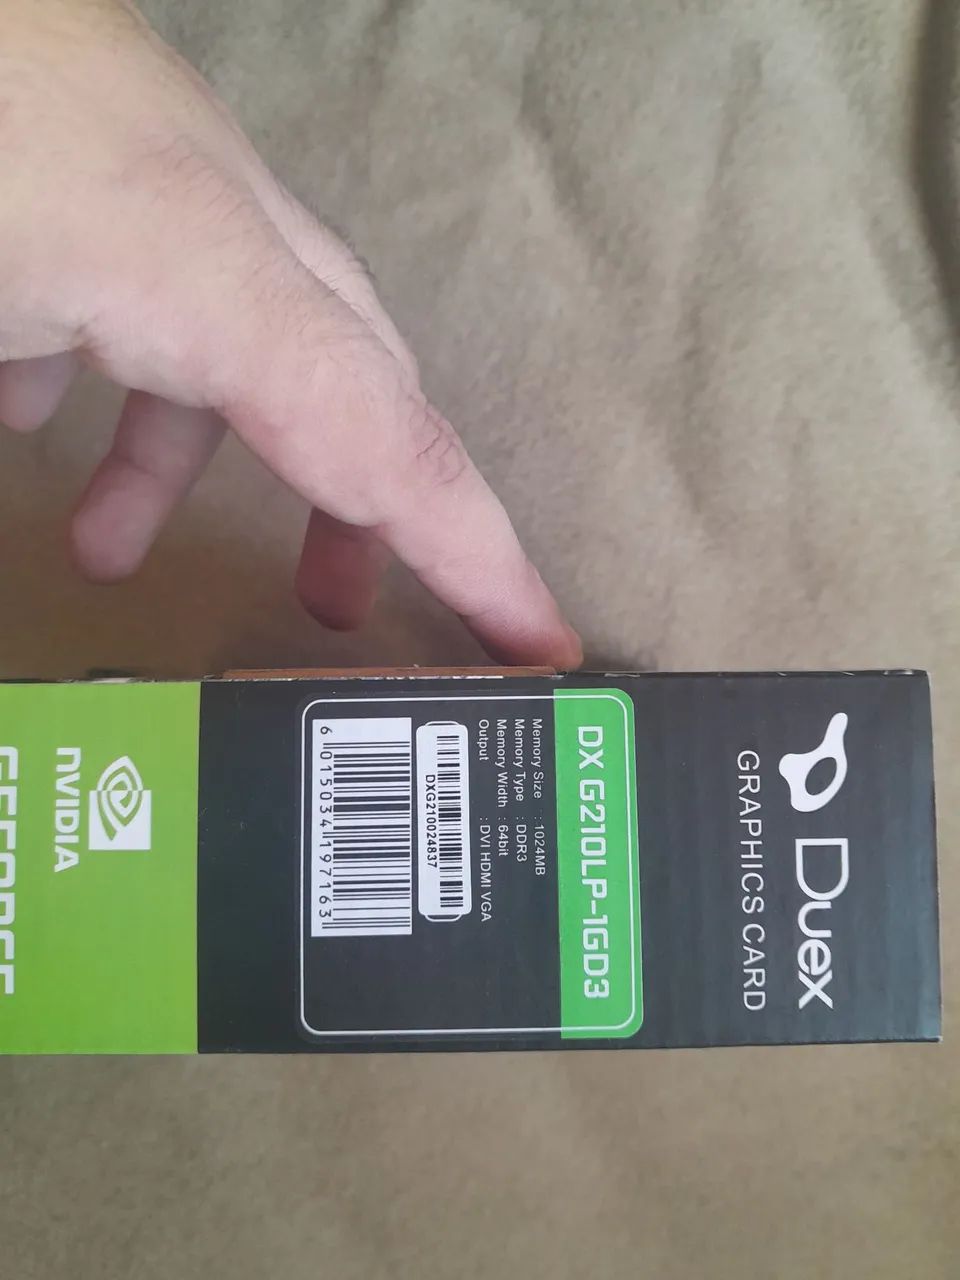 Duex
GRAPHICS CARD
DX G210LP-1GD3
Memory Size : 1024MB
Memory Type : DDR3
Memory Width : 64bit
Output : DVI HDMI VGA
DXG210024837
6 015034 197163
NVIDIA
GEFORCE